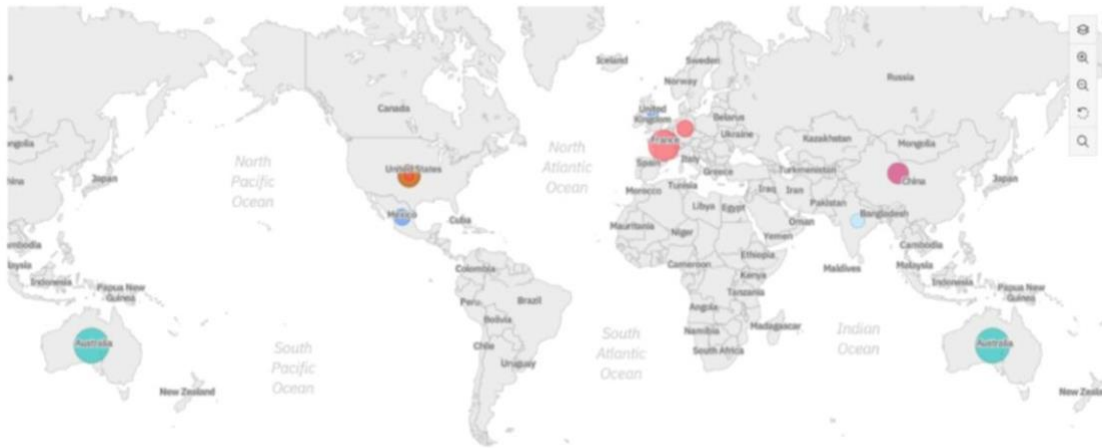 Iceland
Sweden
Russia
Norway
Canada
United
Kingdom
Belarus
Ukraine
Kazakhstan
Mongolia
France
North
Pacific
Ocean
North
Atlantic
Ocean
Spain
Italy
Greece
Turkmenistan
Japan
United States
China
Japan
Morocco
Tunisia
Iraq
Iran
Pakistan
Mexico
Cuba
Libya
Egypt
Bangladesh
Mauritania
Niger
Oman
Yemen
Cambodia
Colombia
Cameroon
Ethiopia
Kenya
Maldives
Malaysia
Indonesia
Papua New
Guinea
Peru
Brazil
Tanzania
Indonesia
Papua New
Guinea
Bolivia
Angola
Namibia
Madagascar
Indian
Ocean
Australia
South
Pacific
Ocean
Chile
Uruguay
South
Atlantic
Ocean
South Africa
Australia
New Zealand
New Zealand